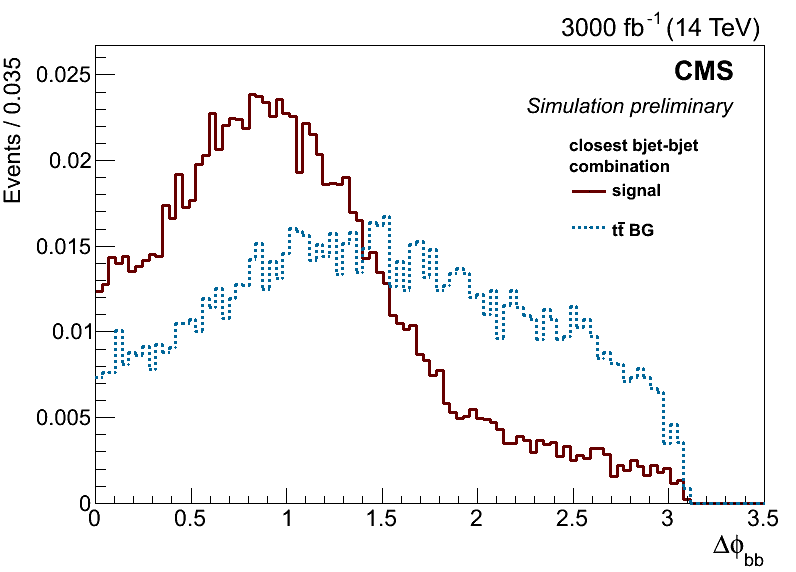 3000 fb⁻¹ (14 TeV)
CMS
Simulation preliminary
closest bjet-bjet
combination
signal
tt̄ BG
Events / 0.035
0.025
0.02
0.015
0.01
0.005
0
0 0.5 1 1.5 2 2.5 3 3.5
Δϕ_bb